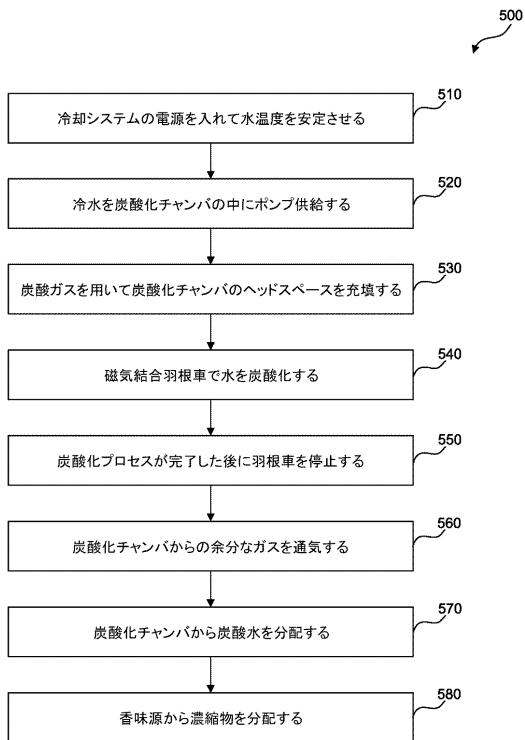 500
510
冷却システムの電源を入れて水温度を安定させる
520
冷水を炭酸化チャンバの中にポンプ供給する
530
炭酸ガスを用いて炭酸化チャンバのヘッドスペースを充填する
540
磁気結合羽根車で水を炭酸化する
550
炭酸化プロセスが完了した後に羽根車を停止する
560
炭酸化チャンバからの余分なガスを通気する
570
炭酸化チャンバから炭酸水を分配する
580
香味源から濃縮物を分配する